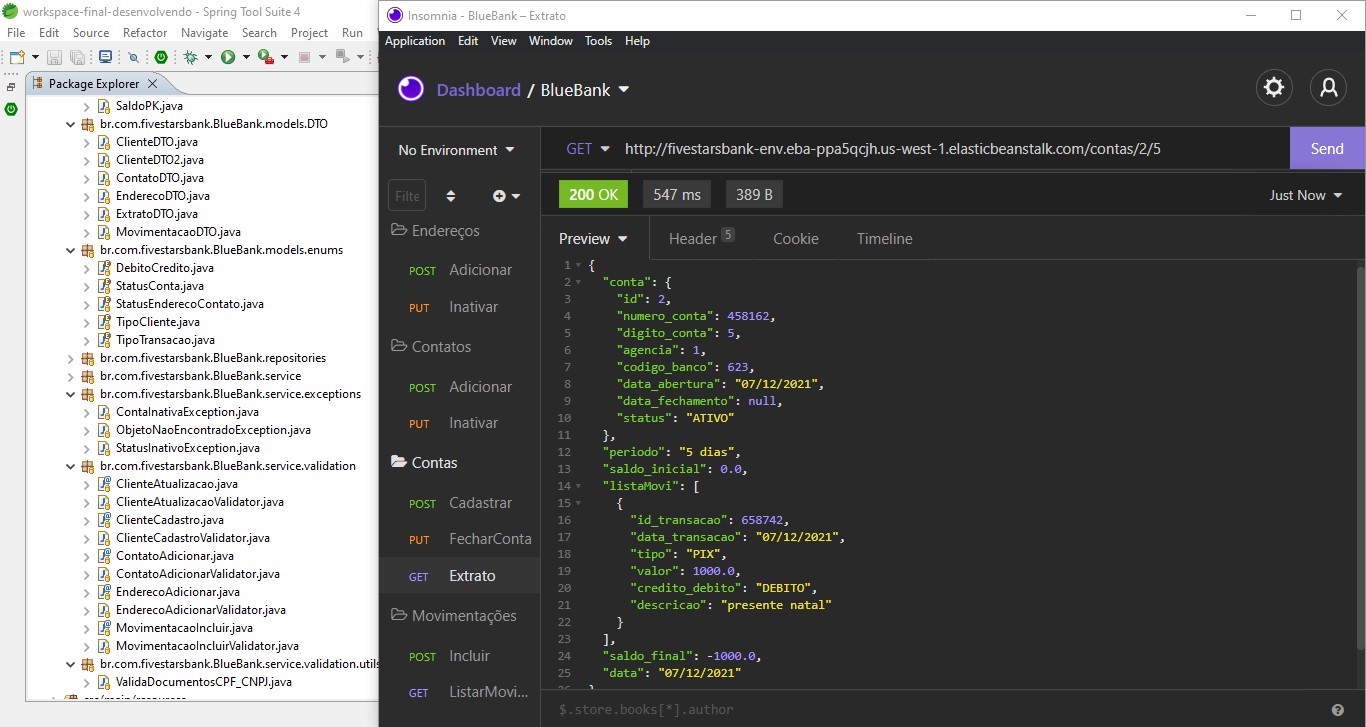 workspace-final-desenvolvendo - Spring Tool Suite 4
File Edit Source Refactor Navigate Search Project Run
Package Explorer
SaldoPK.java
br.com.fivestarsbank.BlueBank.models.DTO
ClienteDTO.java
ClienteDTO2.java
ContatoDTO.java
EnderecoDTO.java
ExtratoDTO.java
MovimentacaoDTO.java
br.com.fivestarsbank.BlueBank.models.enums
DebitoCredito.java
StatusConta.java
StatusEnderecoContato.java
TipoCliente.java
TipoTransacao.java
br.com.fivestarsbank.BlueBank.repositories
br.com.fivestarsbank.BlueBank.service
br.com.fivestarsbank.BlueBank.service.exceptions
ContaInativaException.java
ObjetoNaoEncontradoException.java
StatusInativoException.java
br.com.fivestarsbank.BlueBank.service.validation
ClienteAtualizacao.java
ClienteAtualizacaoValidator.java
ClienteCadastro.java
ClienteCadastroValidator.java
ContatoAdicionar.java
ContatoAdicionarValidator.java
EnderecoAdicionar.java
EnderecoAdicionarValidator.java
MovimentacaoIncluir.java
MovimentacaoIncluirValidator.java
br.com.fivestarsbank.BlueBank.service.validation.utils
ValidaDocumentosCPF_CNPJ.java
src/main/resources
Insomnia - BlueBank – Extrato
Application Edit View Window Tools Help
Dashboard / BlueBank
No Environment
Filte
Endereços
POST Adicionar
PUT Inativar
Contatos
POST Adicionar
PUT Inativar
Contas
POST Cadastrar
PUT FecharConta
GET Extrato
Movimentações
POST Incluir
GET ListarMovi...
GET http://fivestarsbank-env.eba-ppa5qcjh.us-west-1.elasticbeanstalk.com/contas/2/5 Send
200 OK 547 ms 389 B Just Now
Preview Header 5 Cookie Timeline
1 {
2 "conta": {
3 "id": 2,
4 "numero_conta": 458162,
5 "digito_conta": 5,
6 "agencia": 1,
7 "codigo_banco": 623,
8 "data_abertura": "07/12/2021",
9 "data_fechamento": null,
10 "status": "ATIVO"
11 },
12 "periodo": "5 dias",
13 "saldo_inicial": 0.0,
14 "listaMovi": [
15 {
16 "id_transacao": 658742,
17 "data_transacao": "07/12/2021",
18 "tipo": "PIX",
19 "valor": 1000.0,
20 "credito_debito": "DEBITO",
21 "descricao": "presente natal"
22 }
23 ],
24 "saldo_final": -1000.0,
25 "data": "07/12/2021"
26 }
$.store.books[*].author